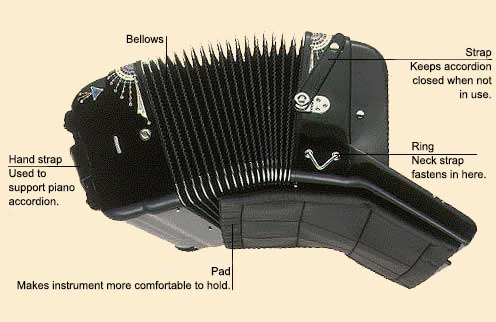 Bellows
Strap
Keeps accordion
closed when not
in use.
Hand strap
Used to
support piano
accordion.
Ring
Neck strap
fastens in here.
Pad
Makes instrument more comfortable to hold.